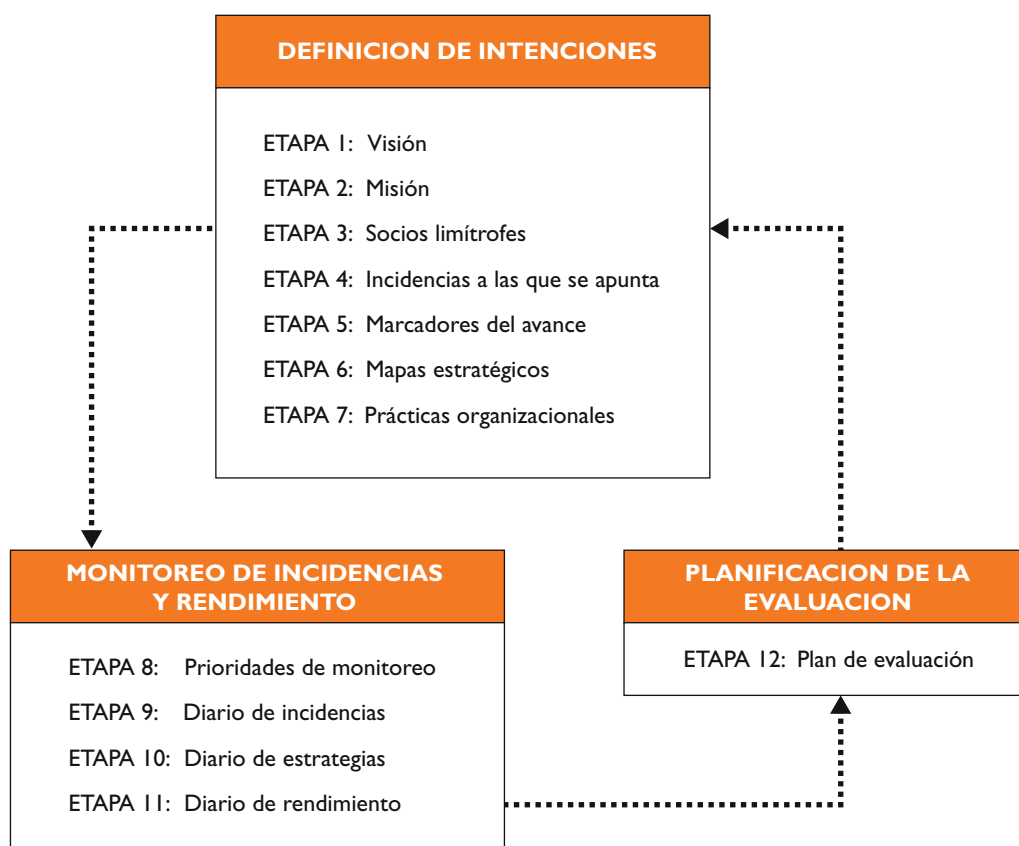 DEFINICION DE INTENCIONES
ETAPA 1: Visión
ETAPA 2: Misión
ETAPA 3: Socios limítrofes
ETAPA 4: Incidencias a las que se apunta
ETAPA 5: Marcadores del avance
ETAPA 6: Mapas estratégicos
ETAPA 7: Prácticas organizacionales
MONITOREO DE INCIDENCIAS
Y RENDIMIENTO
ETAPA 8: Prioridades de monitoreo
ETAPA 9: Diario de incidencias
ETAPA 10: Diario de estrategias
ETAPA 11: Diario de rendimiento
PLANIFICACION DE LA
EVALUACION
ETAPA 12: Plan de evaluación